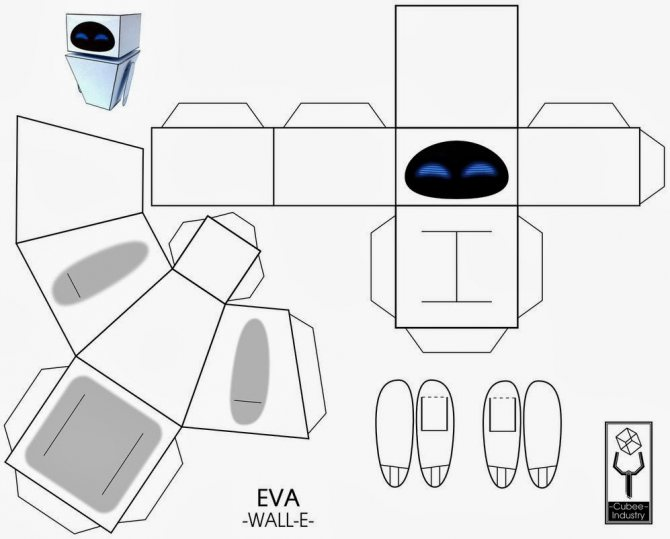 EVA
-WALL-E-
-Cubee-
Industry